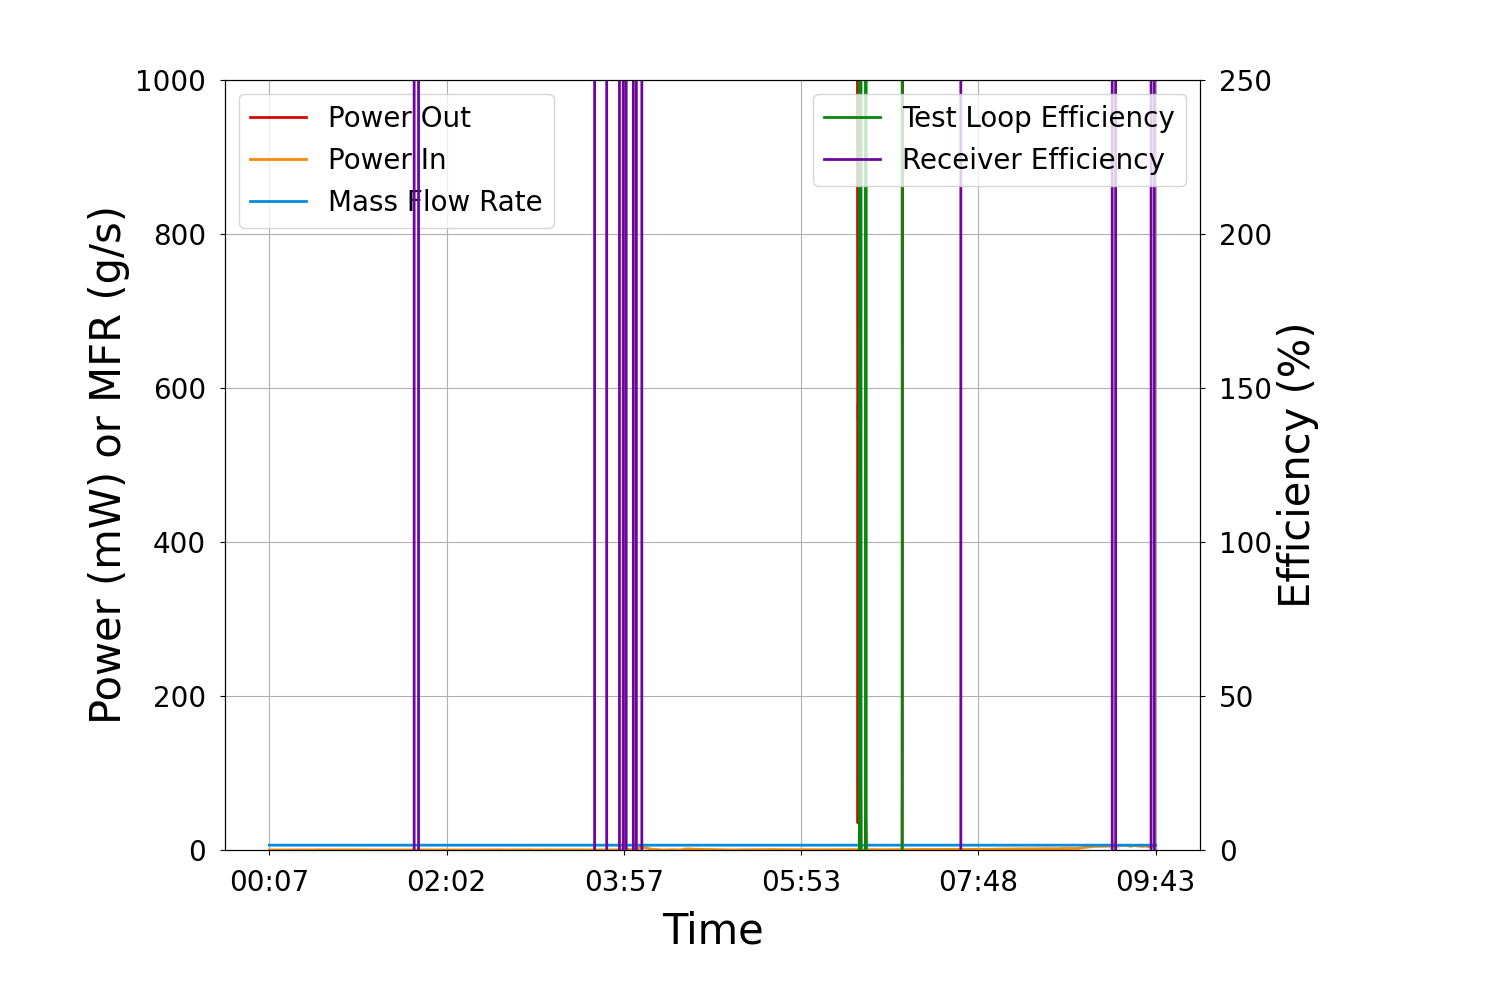 1000
800
600
400
200
0
Power (mW) or MFR (g/s)
Power Out
Power In
Mass Flow Rate
Test Loop Efficiency
Receiver Efficiency
250
200
150
100
50
0
Efficiency (%)
00:07 02:02 03:57 05:53 07:48 09:43
Time